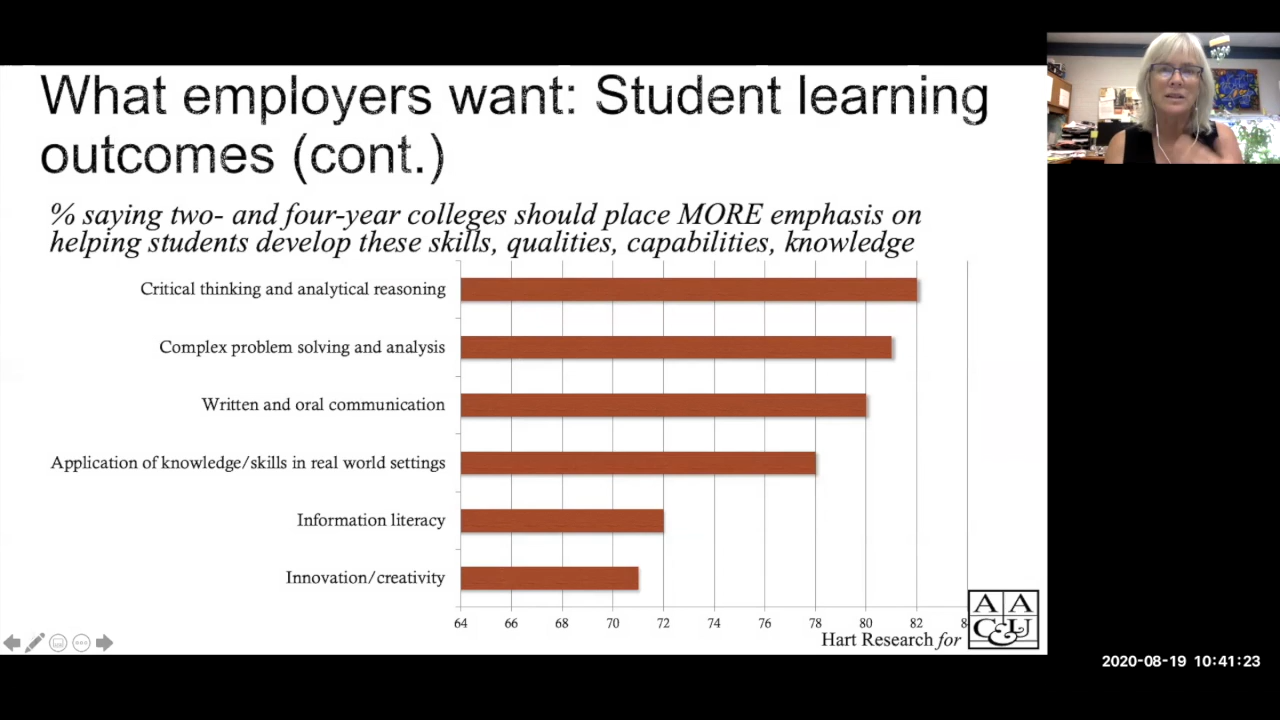 What employers want: Student learning
outcomes (cont.)
% saying two- and four-year colleges should place MORE emphasis on
helping students develop these skills, qualities, capabilities, knowledge
Critical thinking and analytical reasoning
Complex problem solving and analysis
Written and oral communication
Application of knowledge/skills in real world settings
Information literacy
Innovation/creativity
64 66 68 70 72 74 76 78 80 82
Hart Research for
AA
C&U
2020-08-19 10:41:23